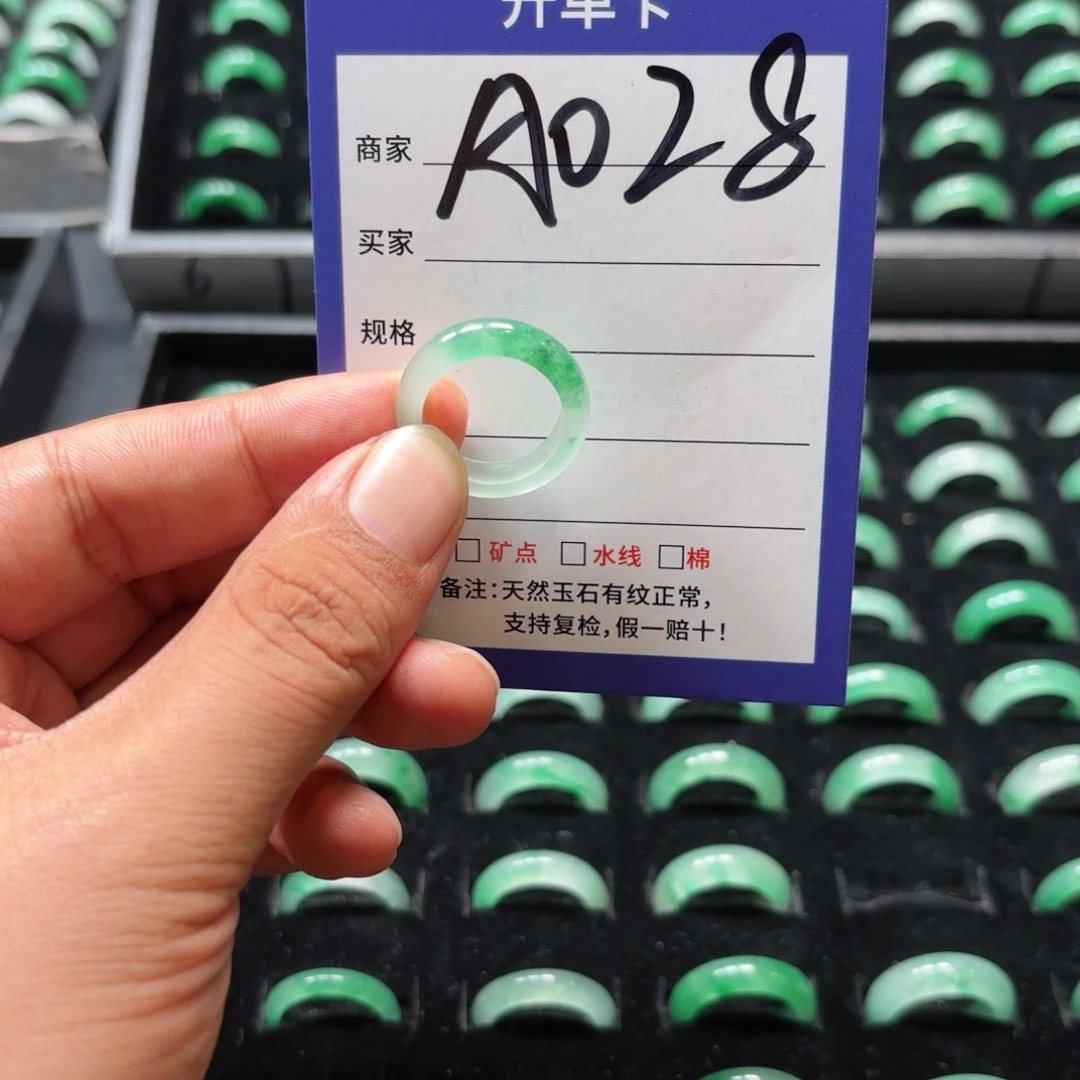 开单卡
商家 A028
买家
规格
□ 矿点 □ 水线 □ 棉
备注:天然玉石有纹正常,
支持复检,假一赔十!
6